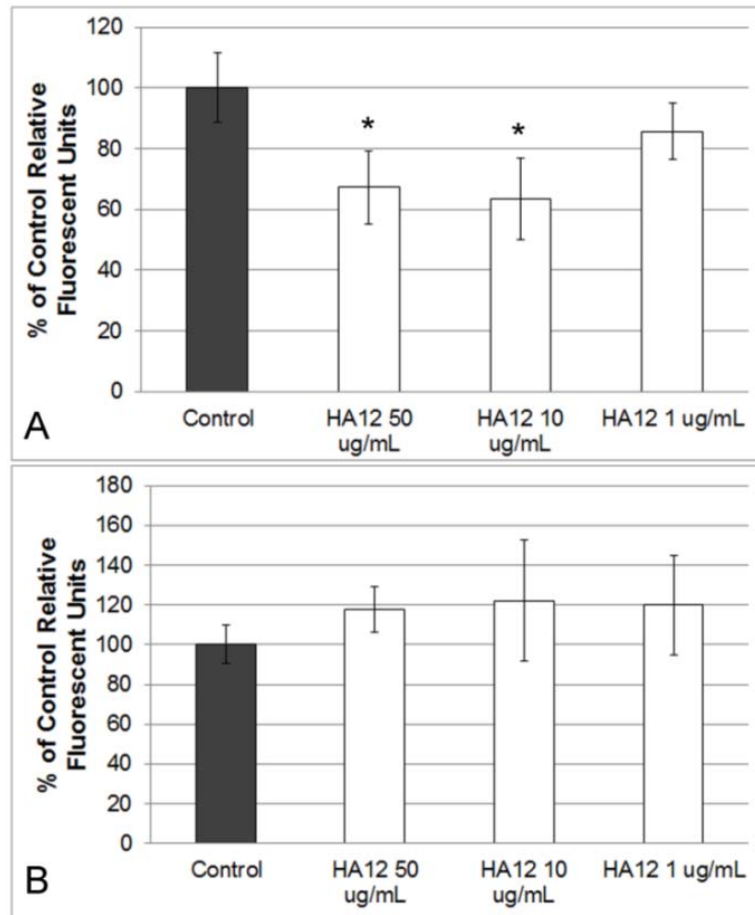 120
100
80
60
40
20
0
% of Control Relative
Fluorescent Units
*
*
Control
HA12 50
ug/mL
HA12 10
ug/mL
HA12 1 ug/mL
A
180
160
140
120
100
80
60
40
20
0
% of Control Relative
Fluorescent Units
Control
HA12 50
ug/mL
HA12 10
ug/mL
HA12 1 ug/mL
B